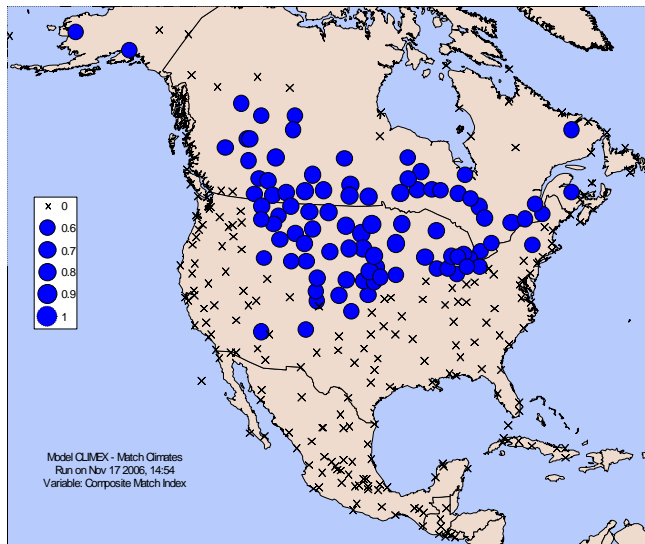 0
0.6
0.7
0.8
0.9
1
Model CLIMEX - Match Climates
Run on Nov 17 2006, 14:54
Variable: Composite Match Index